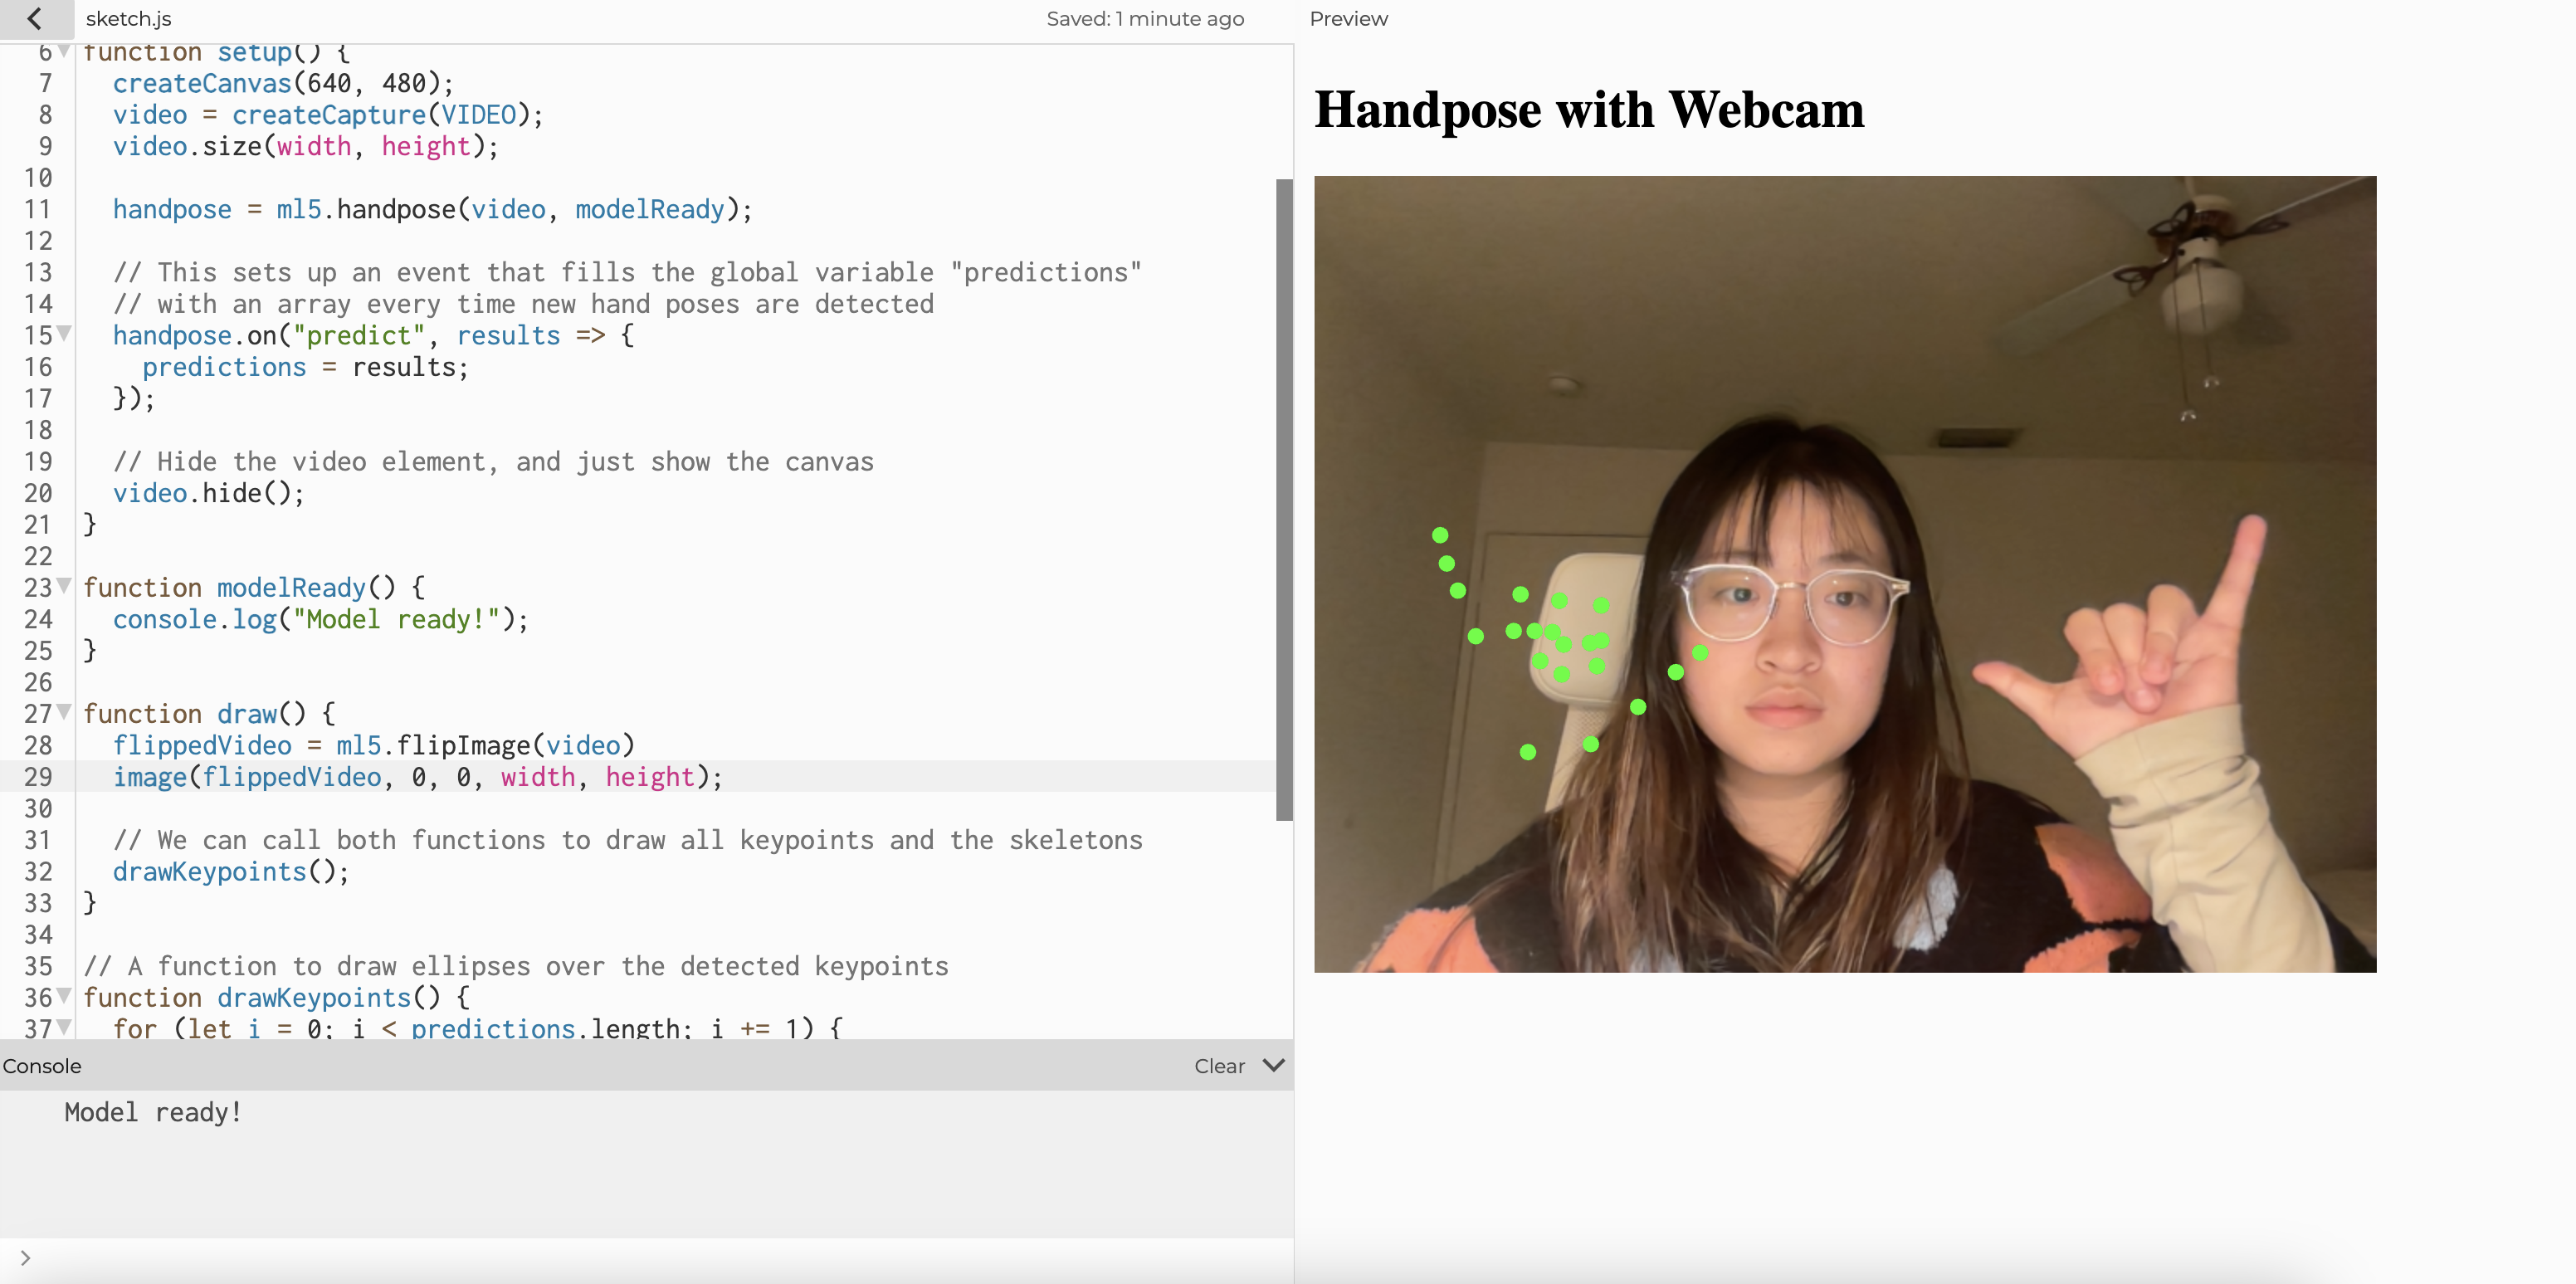 sketch.js
Saved: 1 minute ago
Preview
6 function setup() {
7 createCanvas(640, 480);
8 video = createCapture(VIDEO);
9 video.size(width, height);
10
11 handpose = ml5.handpose(video, modelReady);
12
13 // This sets up an event that fills the global variable "predictions"
14 // with an array every time new hand poses are detected
15 handpose.on("predict", results => {
16 predictions = results;
17 });
18
19 // Hide the video element, and just show the canvas
20 video.hide();
21 }
22
23 function modelReady() {
24 console.log("Model ready!");
25 }
26
27 function draw() {
28 flippedVideo = ml5.flipImage(video)
29 image(flippedVideo, 0, 0, width, height);
30
31 // We can call both functions to draw all keypoints and the skeletons
32 drawKeypoints();
33 }
34
35 // A function to draw ellipses over the detected keypoints
36 function drawKeypoints() {
37 for (let i = 0; i < predictions.length; i += 1) {
Console
Clear
Model ready!
Handpose with Webcam